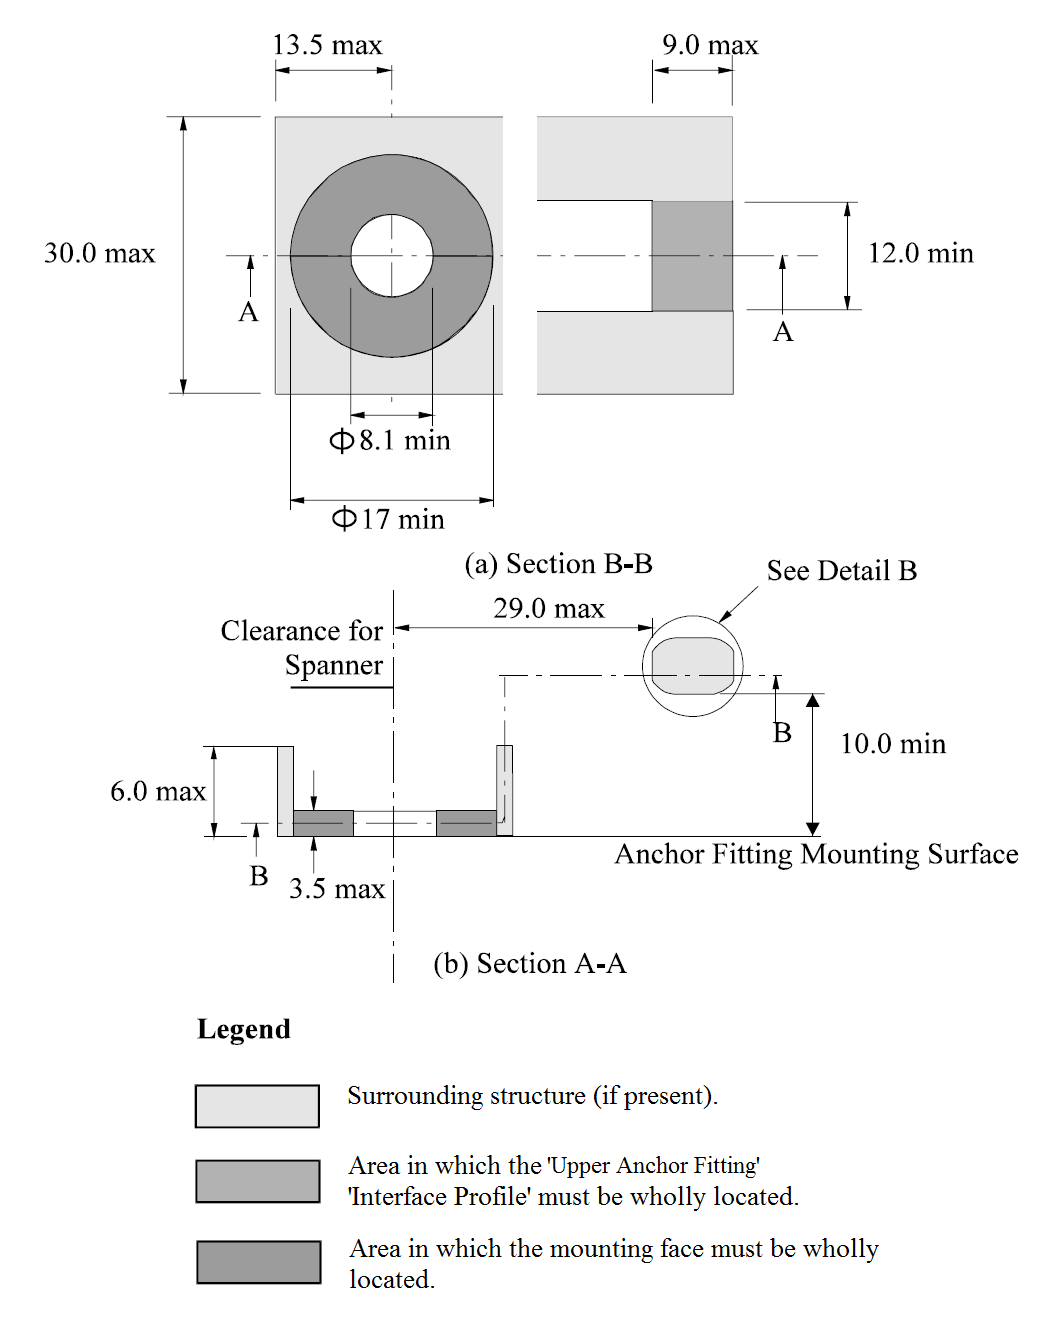 13.5 max
9.0 max
30.0 max
12.0 min
A
A
Φ8.1 min
Φ17 min
(a) Section B-B
See Detail B
29.0 max
Clearance for
Spanner
B
10.0 min
6.0 max
Anchor Fitting Mounting Surface
B
3.5 max
(b) Section A-A
Legend
Surrounding structure (if present).
Area in which the 'Upper Anchor Fitting'
'Interface Profile' must be wholly located.
Area in which the mounting face must be wholly
located.